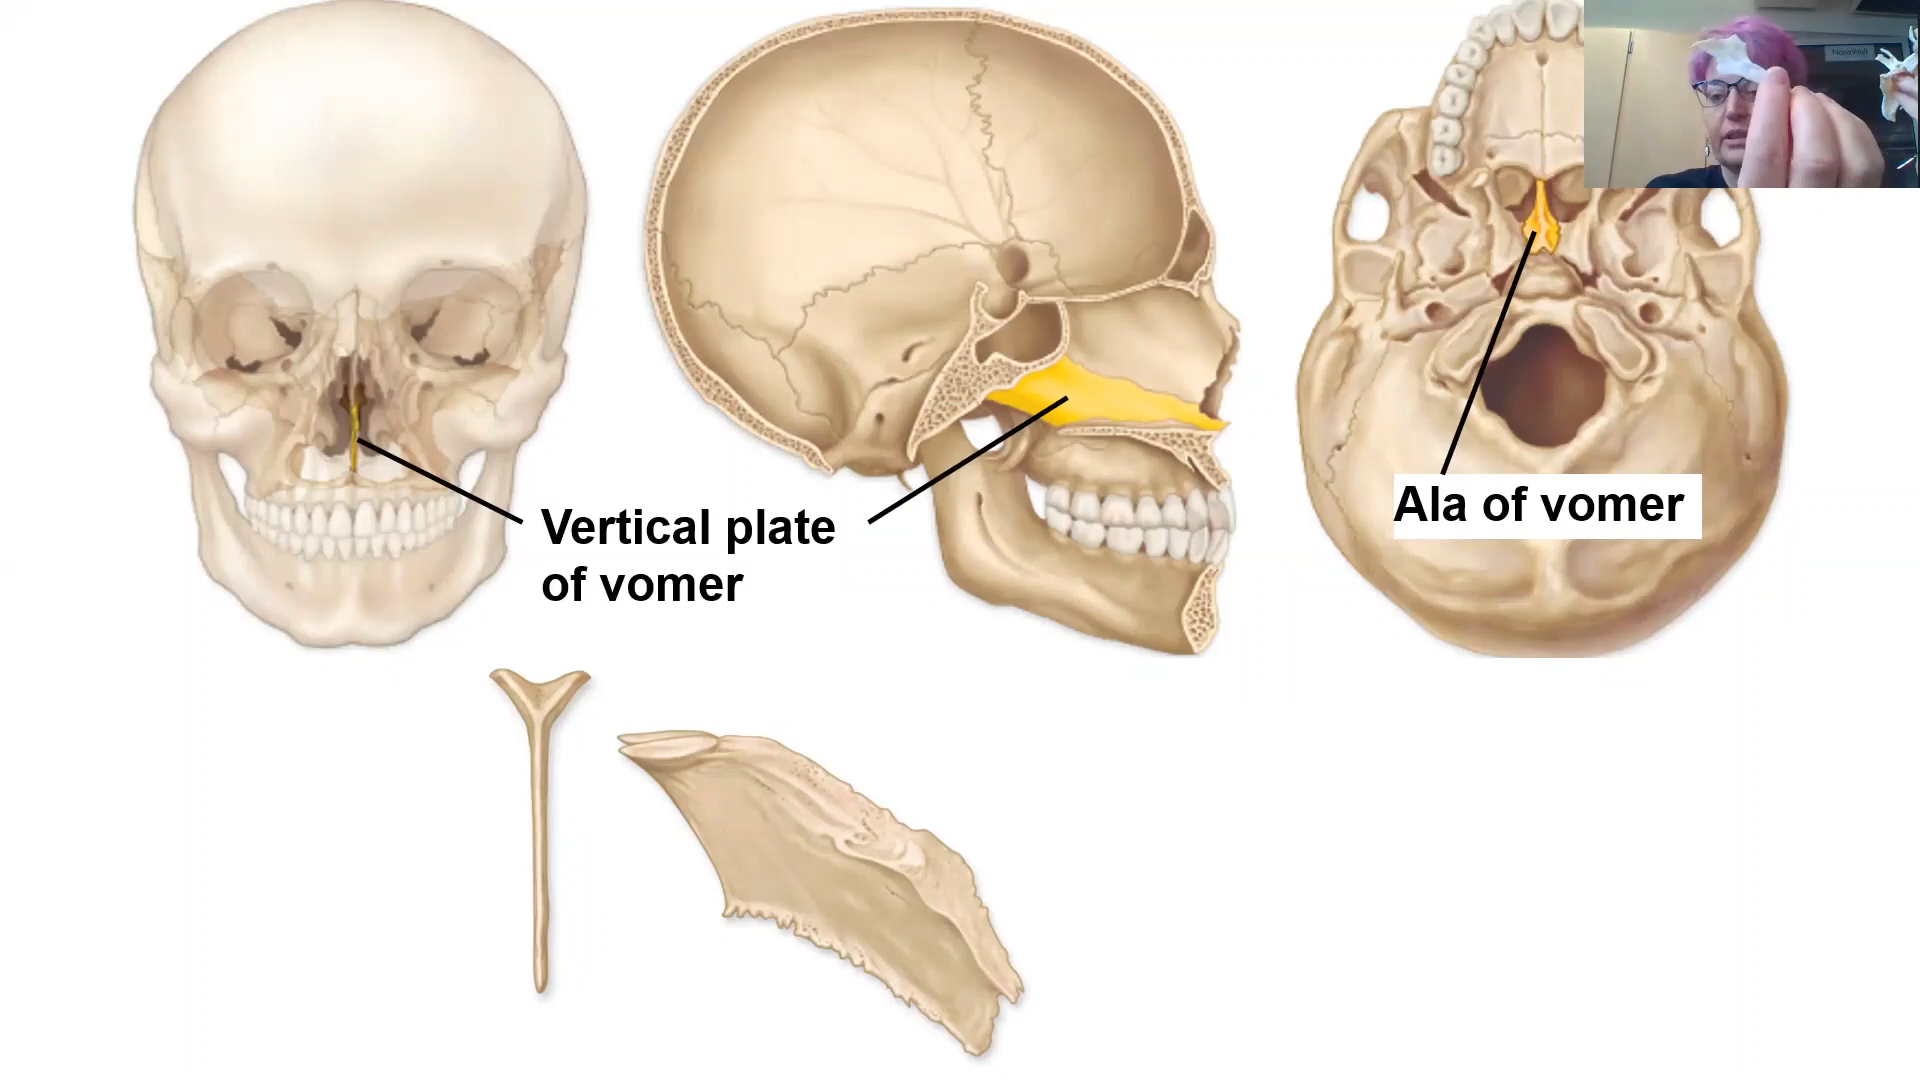 Vertical plate
of vomer
Ala of vomer